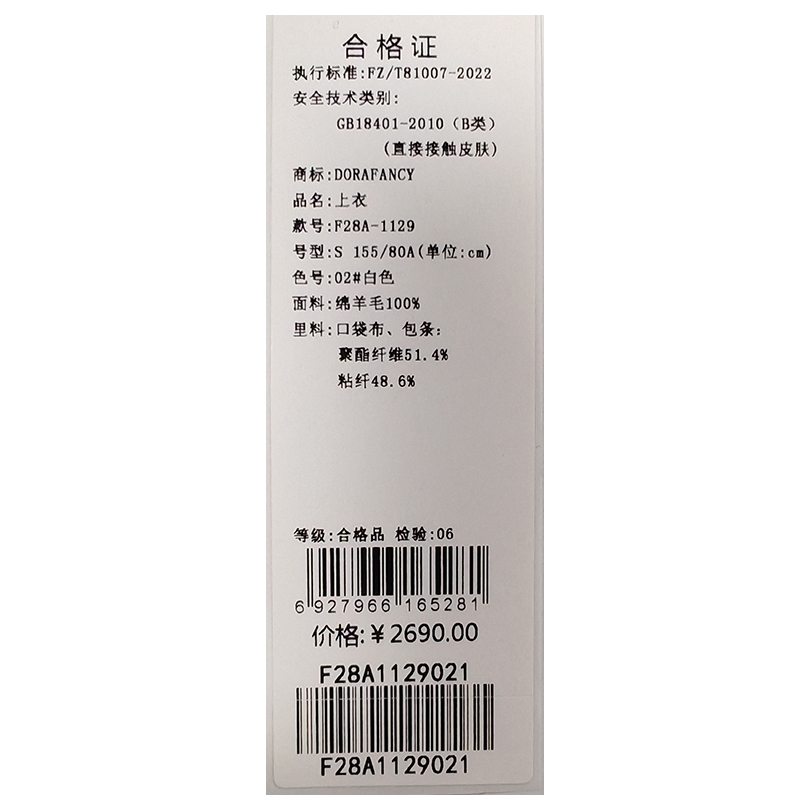 合格证
执行标准:FZ/T81007-2022
安全技术类别:
GB18401-2010（B类）
(直接接触皮肤)
商标:DORAFANCY
品名:上衣
款号:F28A-1129
号型:S 155/80A(单位:cm)
色号:02#白色
面料:绵羊毛100%
里料:口袋布、包条:
聚酯纤维51.4%
粘纤48.6%
等级:合格品 检验:06
6 927966 165281
价格:¥2690.00
F28A1129021
F28A1129021